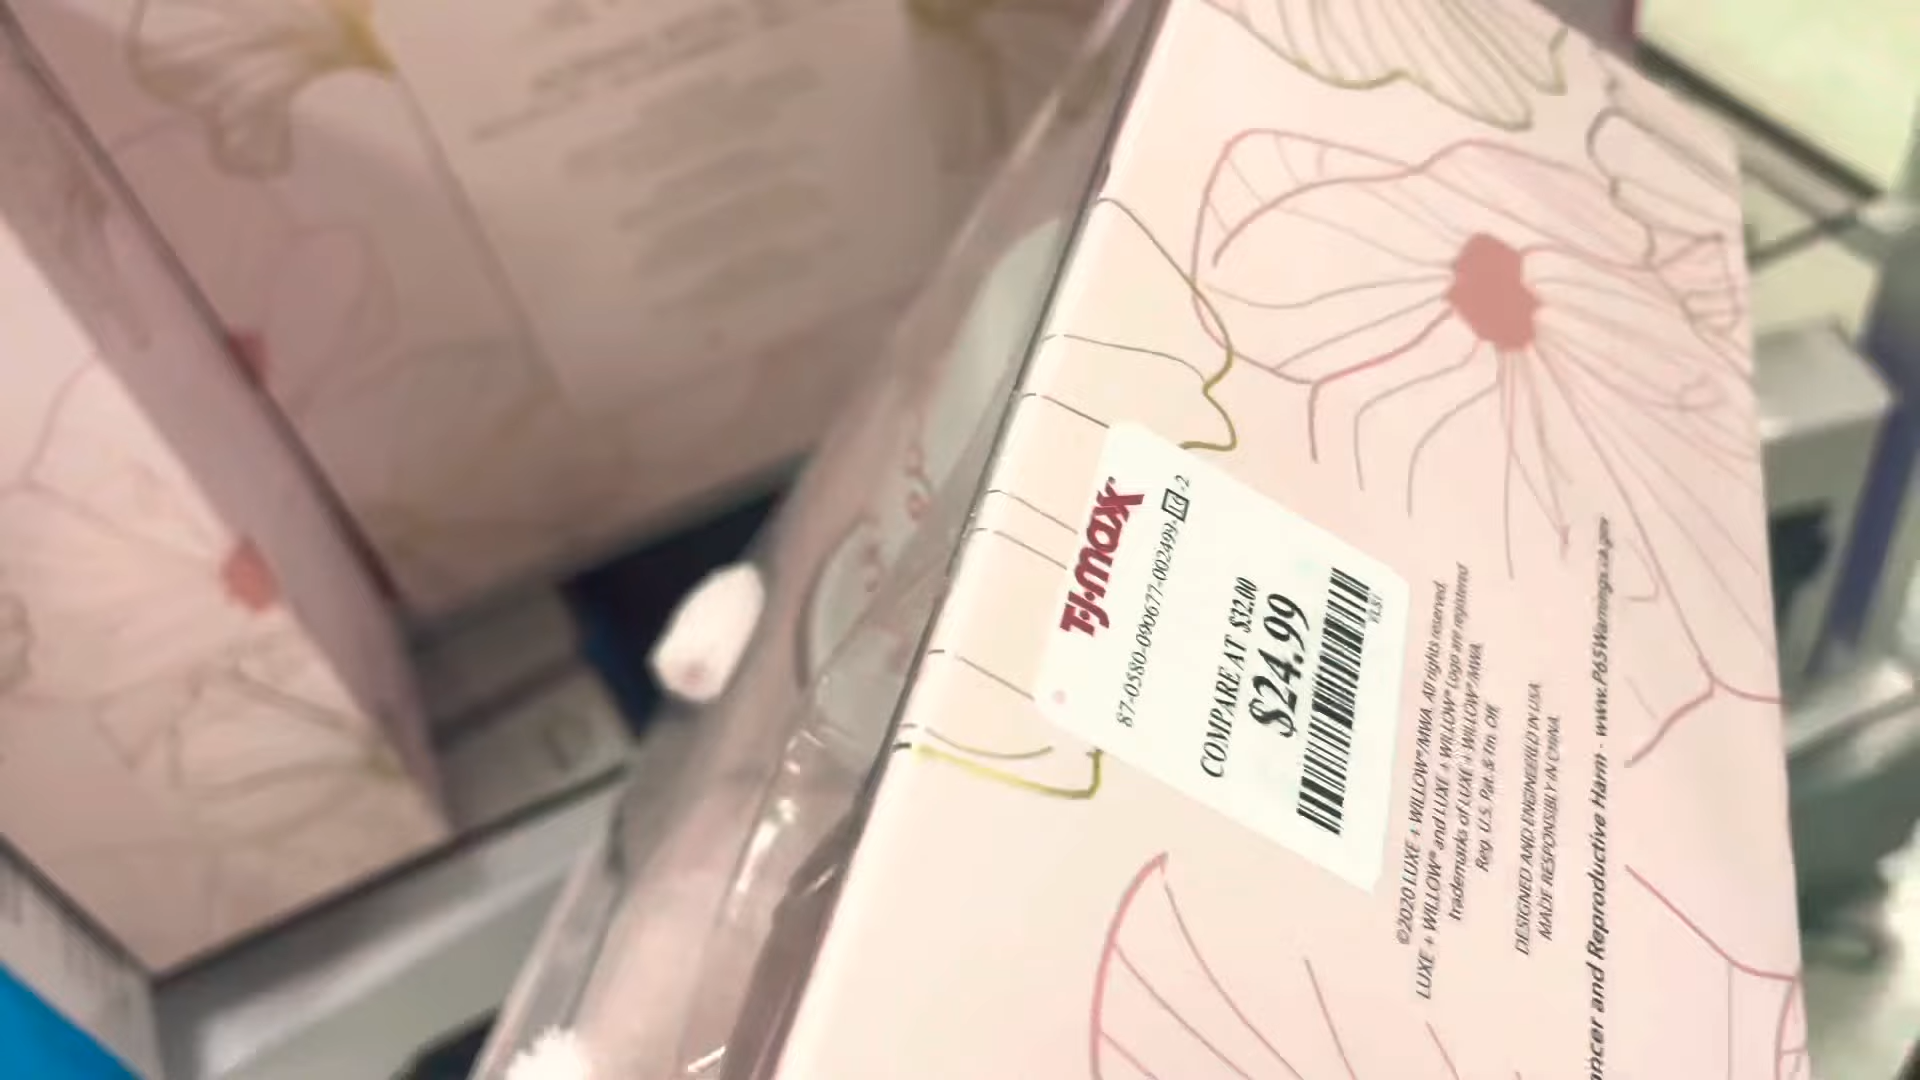 T.J.maxx
87-0580-090677-002499-2
COMPARE AT $32.00
$24.99
©2020 LUXE + WILLOW®/MWA. All rights reserved.
LUXE + WILLOW® and LUXE + WILLOW® Logo are registered
trademarks of LUXE + WILLOW®/MWA.
Reg. U.S. Pat. & Tm. Off.
DESIGNED AND ENGINEERED IN USA
MADE RESPONSIBLY IN CHINA.
and Reproductive Harm - www.P65Warnings.ca.gov